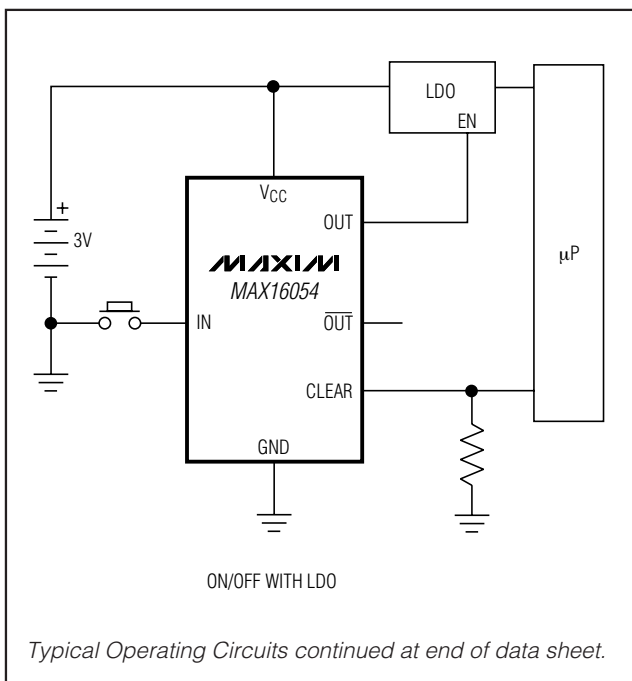 LDO
EN
VCC
OUT
+
3V
MAXIM
MAX16054
µP
IN
OUT
CLEAR
GND
ON/OFF WITH LDO
Typical Operating Circuits continued at end of data sheet.